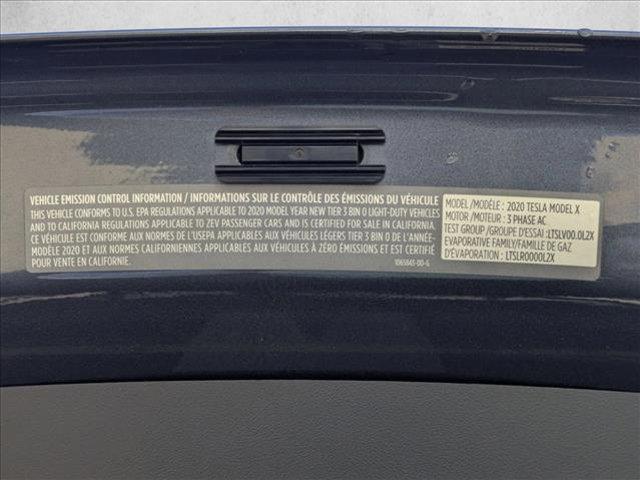 VEHICLE EMISSION CONTROL INFORMATION / INFORMATIONS SUR LE CONTRÔLE DES ÉMISSIONS DU VÉHICULE
THIS VEHICLE CONFORMS TO U.S. EPA REGULATIONS APPLICABLE TO 2020 MODEL YEAR NEW TIER 3 BIN 0 LIGHT-DUTY VEHICLES
AND TO CALIFORNIA REGULATIONS APPLICABLE TO ZEV PASSENGER CARS AND IS CERTIFIED FOR SALE IN CALIFORNIA.
CE VÉHICULE EST CONFORME AUX NORMES DE L'USEPA APPLICABLES AUX VÉHICULES LÉGERS TIER 3 BIN 0 DE L'ANNÉE-
MODÈLE 2020 ET AUX NORMES CALIFORNIENNES APPLICABLES AUX VÉHICULES À ZÉRO ÉMISSIONS ET EST CERTIFIÉ
PAR LA VENTE EN CALIFORNIE.
1065845-00-G
MODEL/MODÈLE : 2020 TESLA MODEL X
MOTOR/MOTEUR : 3 PHASE AC
TEST GROUP/GROUPE D'ESSAI : LTSLV00.0L2X
EVAPORATIVE FAMILY/FAMILLE DE GAZ
D'ÉVAPORATION : LTSLR0000L2X